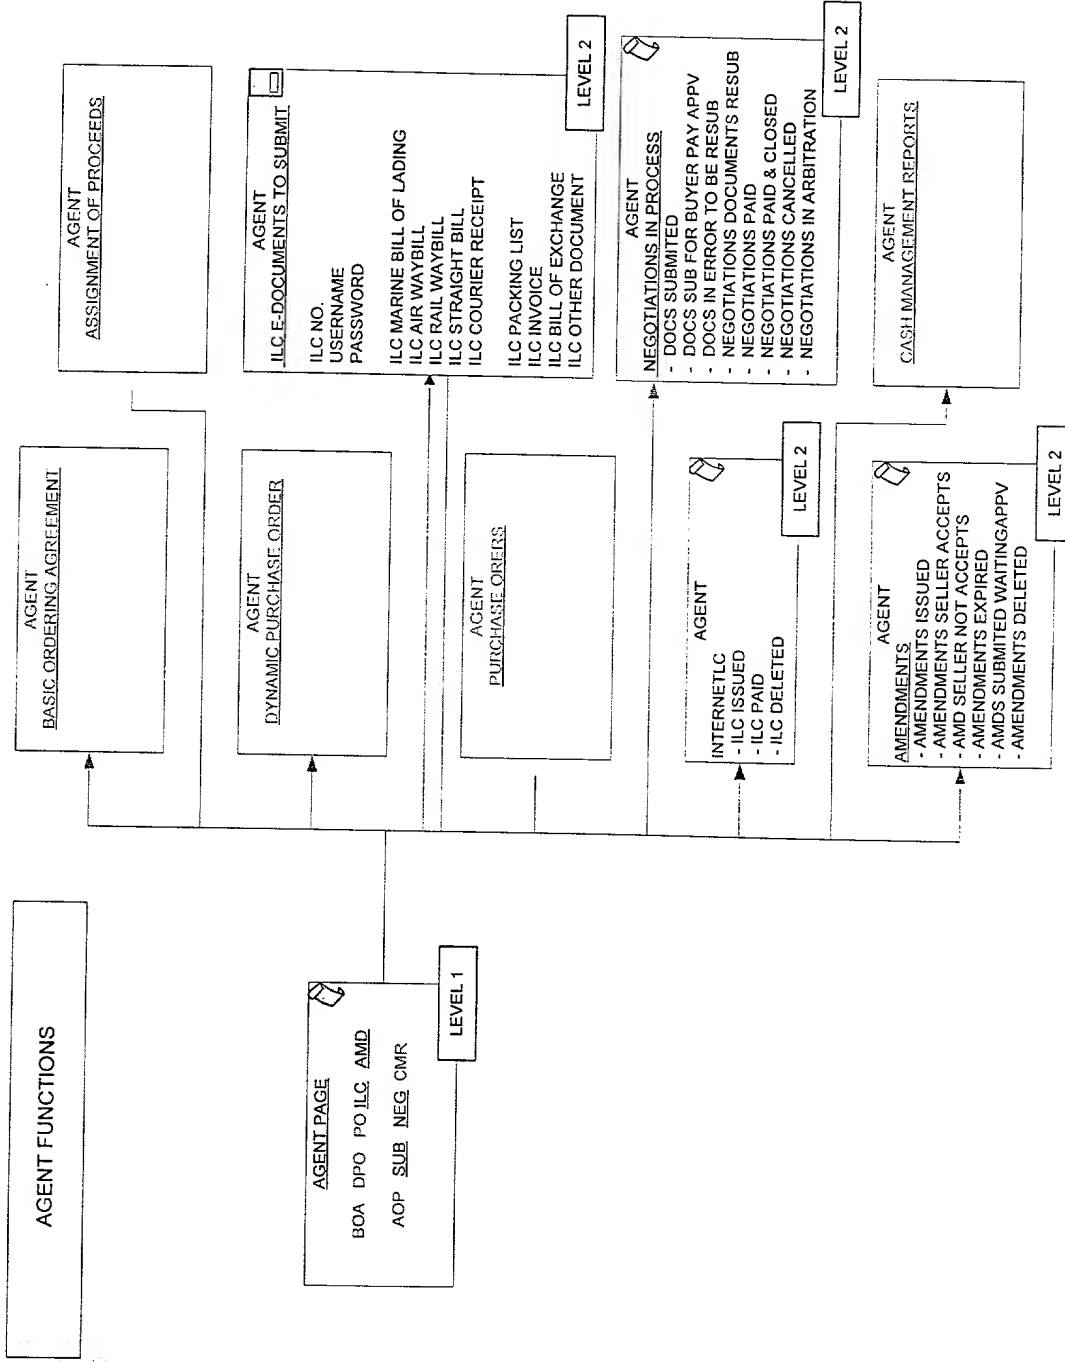 AGENT FUNCTIONS
AGENT PAGE
BOA DPO PO ILC AMD
AOP SUB NEG CMR
LEVEL 1
AGENT
BASIC ORDERING AGREEMENT
AGENT
DYNAMIC PURCHASE ORDER
AGENT
PURCHASE ORERS
AGENT
INTERNETLC
- ILC ISSUED
- ILC PAID
- ILC DELETED
LEVEL 2
AGENT
AMENDMENTS
- AMENDMENTS ISSUED
- AMENDMENTS SELLER ACCEPTS
- AMD SELLER NOT ACCEPTS
- AMENDMENTS EXPIRED
- AMDS SUBMITED WAITINGAPPV
- AMENDMENTS DELETED
LEVEL 2
AGENT
ASSIGNMENT OF PROCEEDS
AGENT
ILC E-DOCUMENTS TO SUBMIT
ILC NO.
USERNAME
PASSWORD
ILC MARINE BILL OF LADING
ILC AIR WAYBILL
ILC RAIL WAYBILL
ILC STRAIGHT BILL
ILC COURIER RECEIPT
ILC PACKING LIST
ILC INVOICE
ILC BILL OF EXCHANGE
ILC OTHER DOCUMENT
LEVEL 2
AGENT
NEGOTIATIONS IN PROCESS
- DOCS SUBMITED
- DOCS SUB FOR BUYER PAY APPV
- DOCS IN ERROR TO BE RESUB
- NEGOTIATIONS DOCUMENTS RESUB
- NEGOTIATIONS PAID
- NEGOTIATIONS PAID & CLOSED
- NEGOTIATIONS CANCELLED
- NEGOTIATIONS IN ARBITRATION
LEVEL 2
AGENT
CASH MANAGEMENT REPORTS